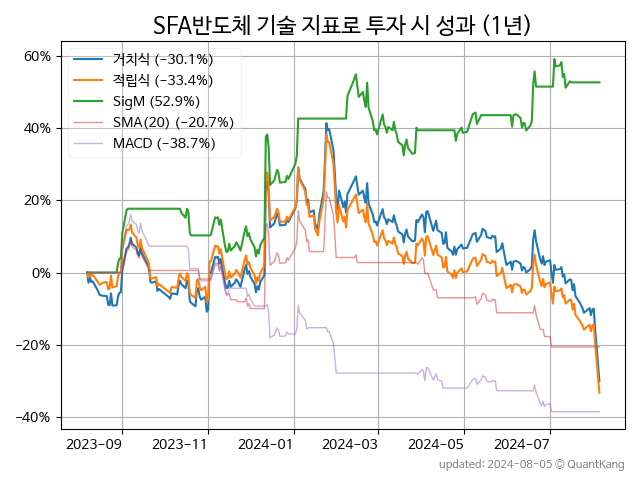 SFA반도체 기술 지표로 투자 시 성과 (1년)
거치식 (−30.1%)
적립식 (−33.4%)
SigM (52.9%)
SMA(20) (−20.7%)
MACD (−38.7%)
60%
40%
20%
0%
−20%
−40%
2023-09 2023-11 2024-01 2024-03 2024-05 2024-07
updated: 2024-08-05 © QuantKang